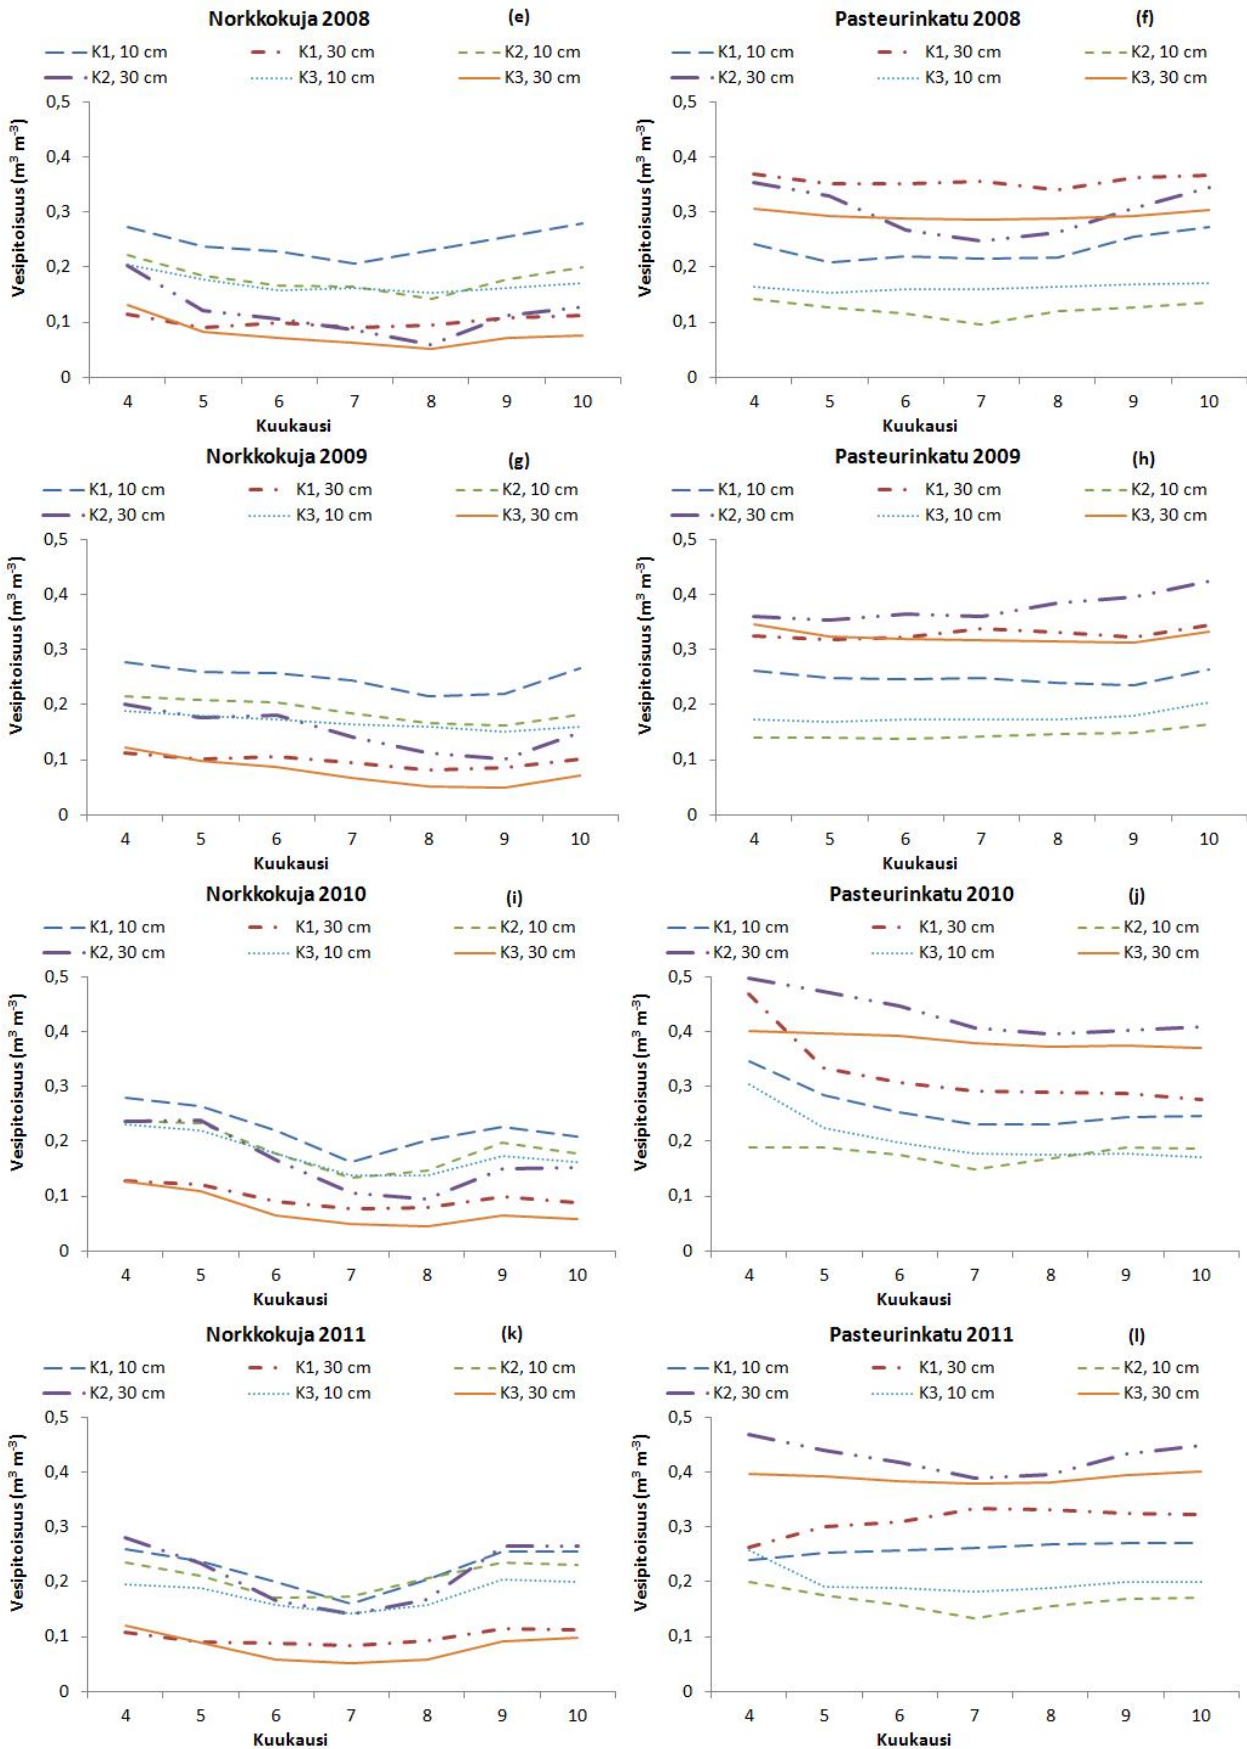 Norkkokuja 2008 (e)
K1, 10 cm K1, 30 cm K2, 10 cm
K2, 30 cm K3, 10 cm K3, 30 cm
Vesipitoisuus (m³ m⁻³)
0,5
0,4
0,3
0,2
0,1
0
4 5 6 7 8 9 10
Kuukausi
Pasteurinkatu 2008 (f)
K1, 10 cm K1, 30 cm K2, 10 cm
K2, 30 cm K3, 10 cm K3, 30 cm
Vesipitoisuus (m³ m⁻³)
0,5
0,4
0,3
0,2
0,1
0
4 5 6 7 8 9 10
Kuukausi
Norkkokuja 2009 (g)
K1, 10 cm K1, 30 cm K2, 10 cm
K2, 30 cm K3, 10 cm K3, 30 cm
Vesipitoisuus (m³ m⁻³)
0,5
0,4
0,3
0,2
0,1
0
4 5 6 7 8 9 10
Kuukausi
Pasteurinkatu 2009 (h)
K1, 10 cm K1, 30 cm K2, 10 cm
K2, 30 cm K3, 10 cm K3, 30 cm
Vesipitoisuus (m³ m⁻³)
0,5
0,4
0,3
0,2
0,1
0
4 5 6 7 8 9 10
Kuukausi
Norkkokuja 2010 (i)
K1, 10 cm K1, 30 cm K2, 10 cm
K2, 30 cm K3, 10 cm K3, 30 cm
Vesipitoisuus (m³ m⁻³)
0,5
0,4
0,3
0,2
0,1
0
4 5 6 7 8 9 10
Kuukausi
Pasteurinkatu 2010 (j)
K1, 10 cm K1, 30 cm K2, 10 cm
K2, 30 cm K3, 10 cm K3, 30 cm
Vesipitoisuus (m³ m⁻³)
0,5
0,4
0,3
0,2
0,1
0
4 5 6 7 8 9 10
Kuukausi
Norkkokuja 2011 (k)
K1, 10 cm K1, 30 cm K2, 10 cm
K2, 30 cm K3, 10 cm K3, 30 cm
Vesipitoisuus (m³ m⁻³)
0,5
0,4
0,3
0,2
0,1
0
4 5 6 7 8 9 10
Kuukausi
Pasteurinkatu 2011 (l)
K1, 10 cm K1, 30 cm K2, 10 cm
K2, 30 cm K3, 10 cm K3, 30 cm
Vesipitoisuus (m³ m⁻³)
0,5
0,4
0,3
0,2
0,1
0
4 5 6 7 8 9 10
Kuukausi